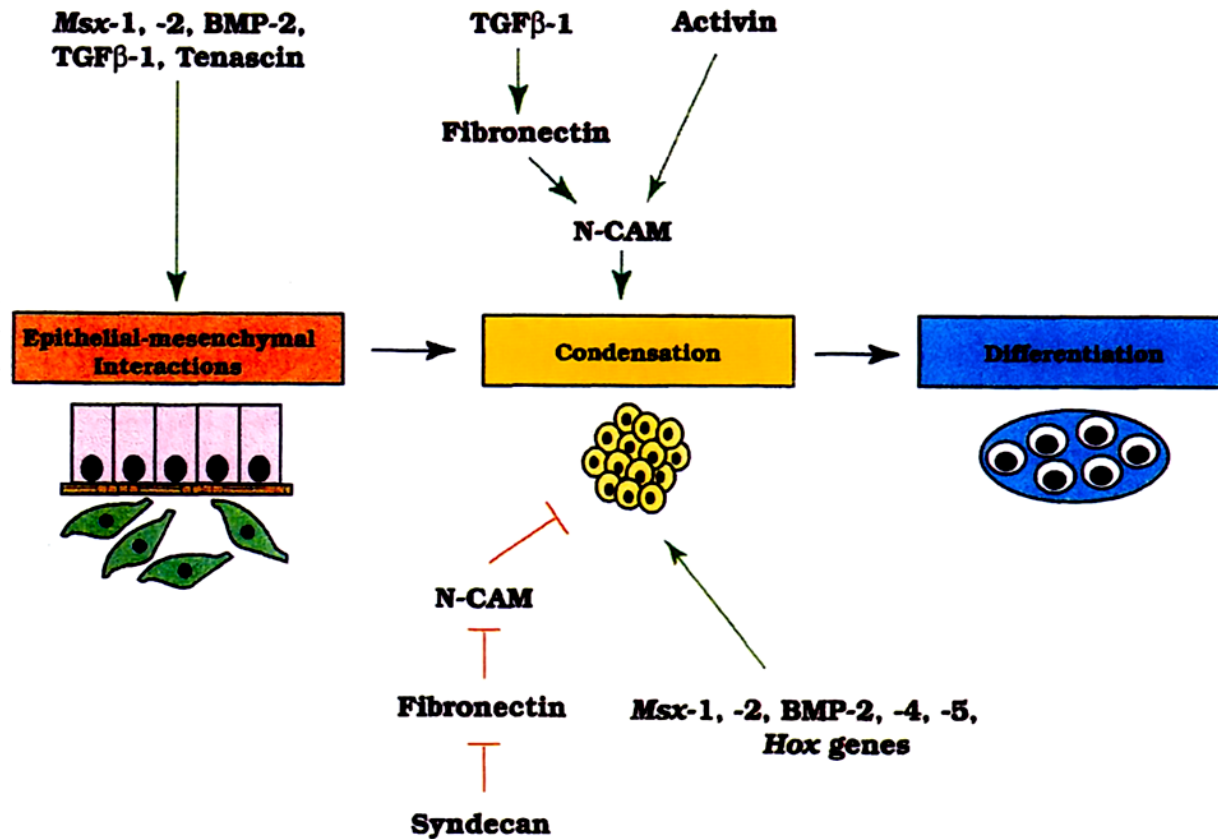 Msx-1, -2, BMP-2,
TGFβ-1, Tenascin
TGFβ-1
Activin
Fibronectin
N-CAM
Epithelial-mesenchymal
Interactions
Condensation
Differentiation
N-CAM
Fibronectin
Syndecan
Msx-1, -2, BMP-2, -4, -5,
Hox genes